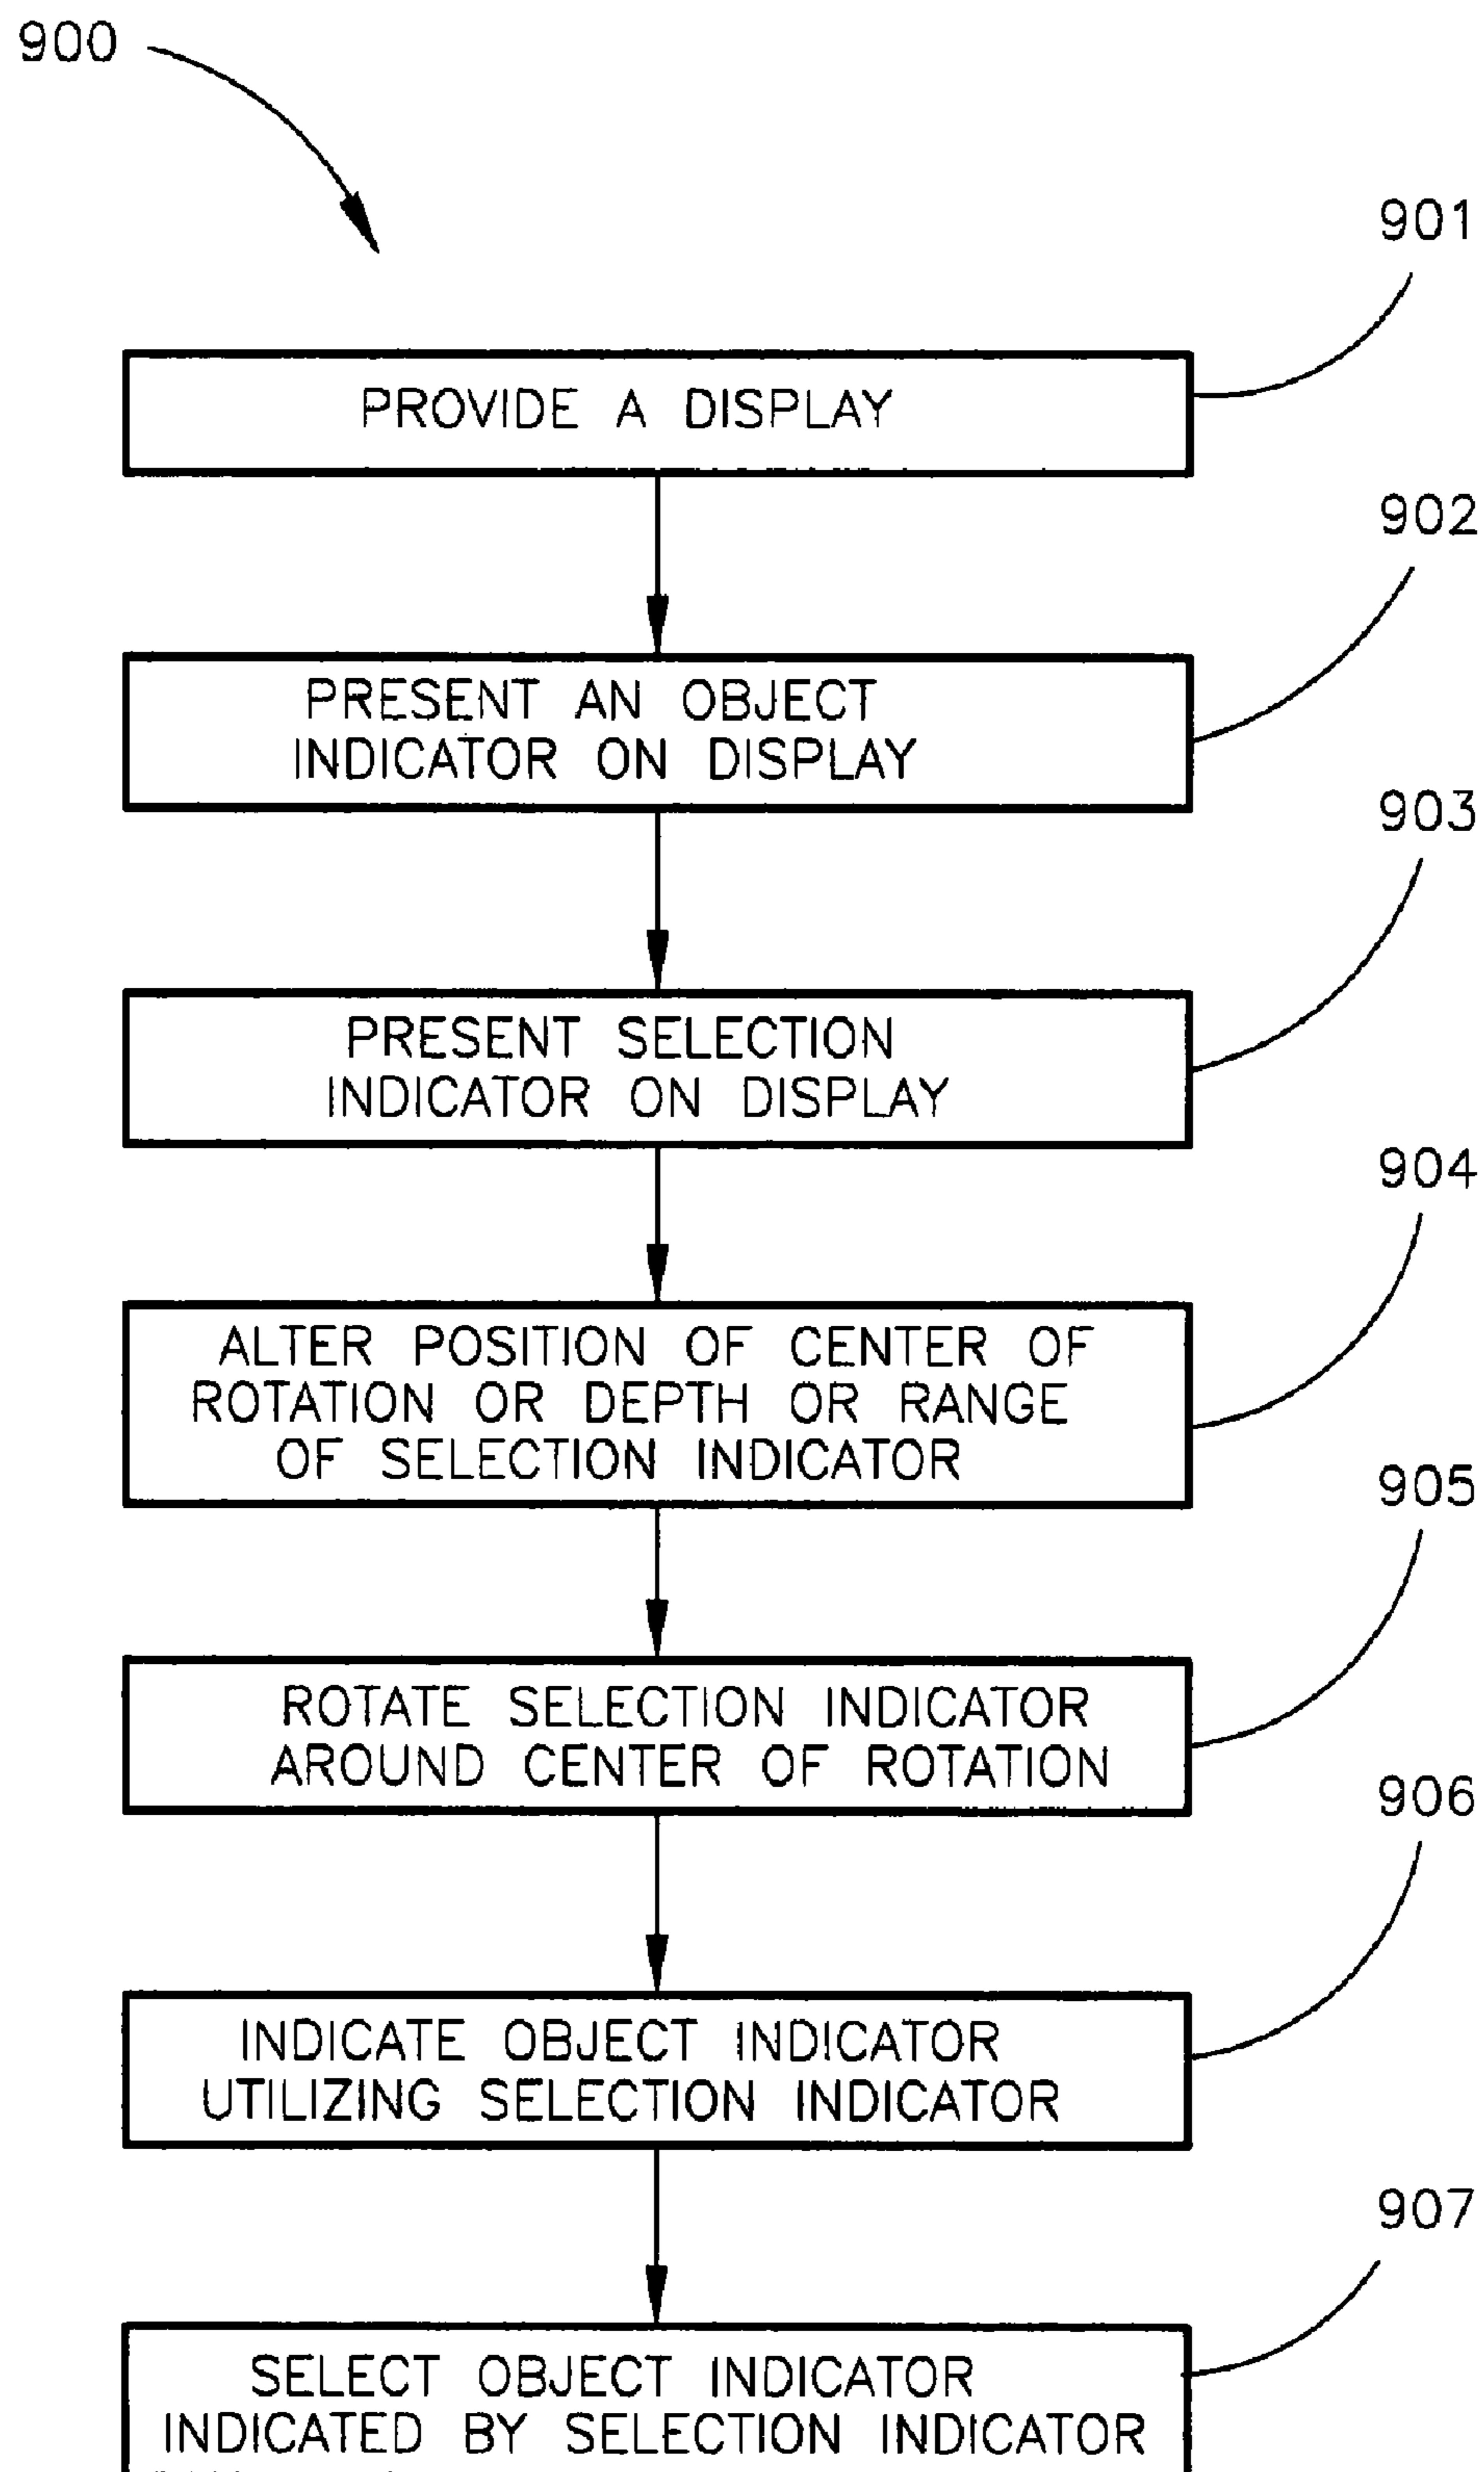 900
901
PROVIDE A DISPLAY
902
PRESENT AN OBJECT
INDICATOR ON DISPLAY
903
PRESENT SELECTION
INDICATOR ON DISPLAY
904
ALTER POSITION OF CENTER OF
ROTATION OR DEPTH OR RANGE
OF SELECTION INDICATOR
905
ROTATE SELECTION INDICATOR
AROUND CENTER OF ROTATION
906
INDICATE OBJECT INDICATOR
UTILIZING SELECTION INDICATOR
907
SELECT OBJECT INDICATOR
INDICATED BY SELECTION INDICATOR